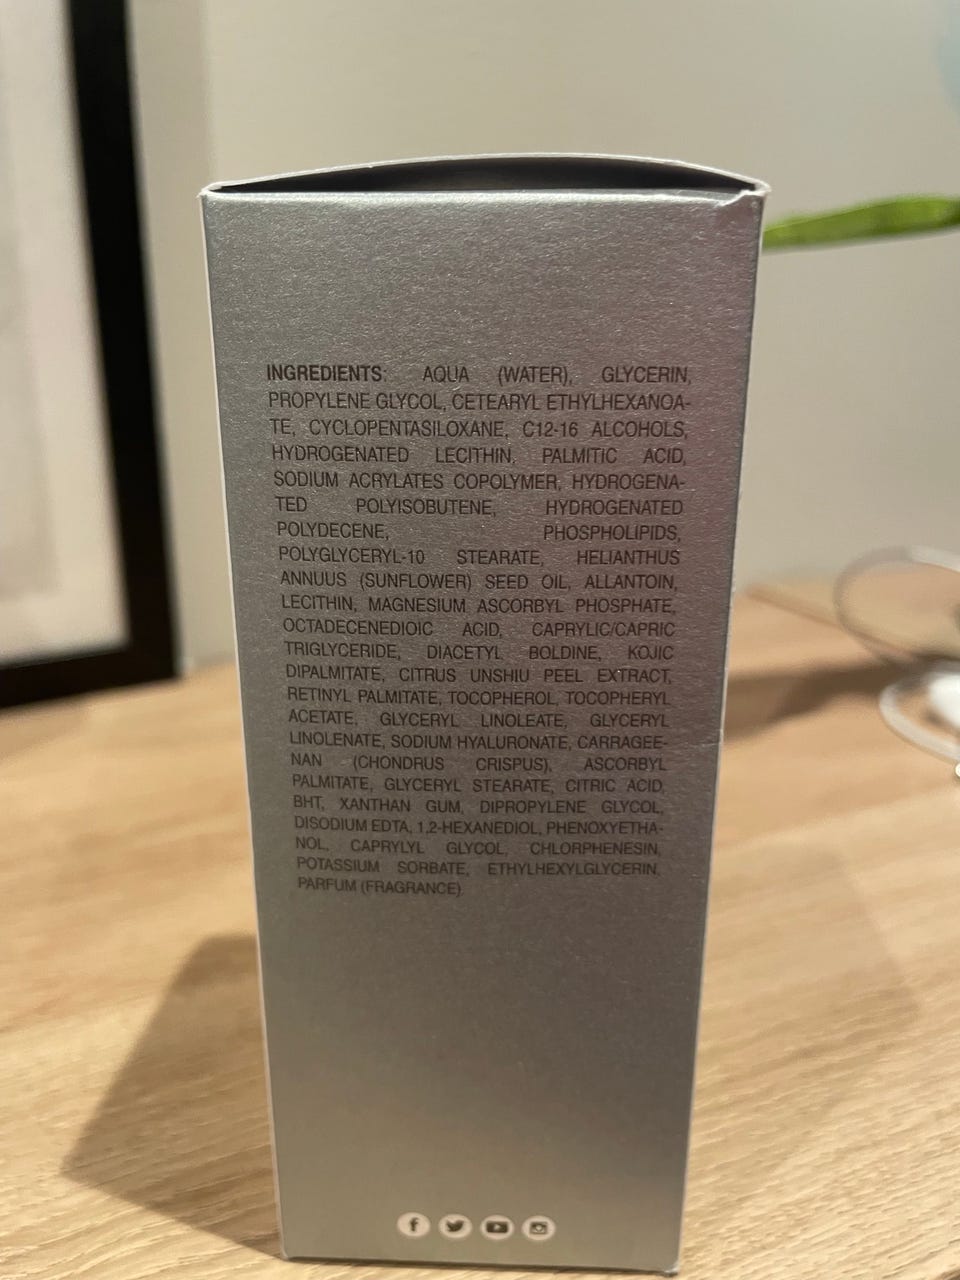 INGREDIENTS: AQUA (WATER), GLYCERIN,
PROPYLENE GLYCOL, CETEARYL ETHYLHEXANOA-
TE, CYCLOPENTASILOXANE, C12-16 ALCOHOLS,
HYDROGENATED LECITHIN, PALMITIC ACID,
SODIUM ACRYLATES COPOLYMER, HYDROGENA-
TED POLYISOBUTENE, HYDROGENATED
POLYDECENE, PHOSPHOLIPIDS,
POLYGLYCERYL-10 STEARATE, HELIANTHUS
ANNUUS (SUNFLOWER) SEED OIL, ALLANTOIN,
LECITHIN, MAGNESIUM ASCORBYL PHOSPHATE,
OCTADECENEDIOIC ACID, CAPRYLIC/CAPRIC
TRIGLYCERIDE, DIACETYL BOLDINE, KOJIC
DIPALMITATE, CITRUS UNSHIU PEEL EXTRACT,
RETINYL PALMITATE, TOCOPHEROL, TOCOPHERYL
ACETATE, GLYCERYL LINOLEATE, GLYCERYL
LINOLENATE, SODIUM HYALURONATE, CARRAGEE-
NAN (CHONDRUS CRISPUS), ASCORBYL
PALMITATE, GLYCERYL STEARATE, CITRIC ACID,
BHT, XANTHAN GUM, DIPROPYLENE GLYCOL,
DISODIUM EDTA, 1,2-HEXANEDIOL, PHENOXYETHA-
NOL, CAPRYLYL GLYCOL, CHLORPHENESIN,
POTASSIUM SORBATE, ETHYLHEXYLGLYCERIN,
PARFUM (FRAGRANCE)